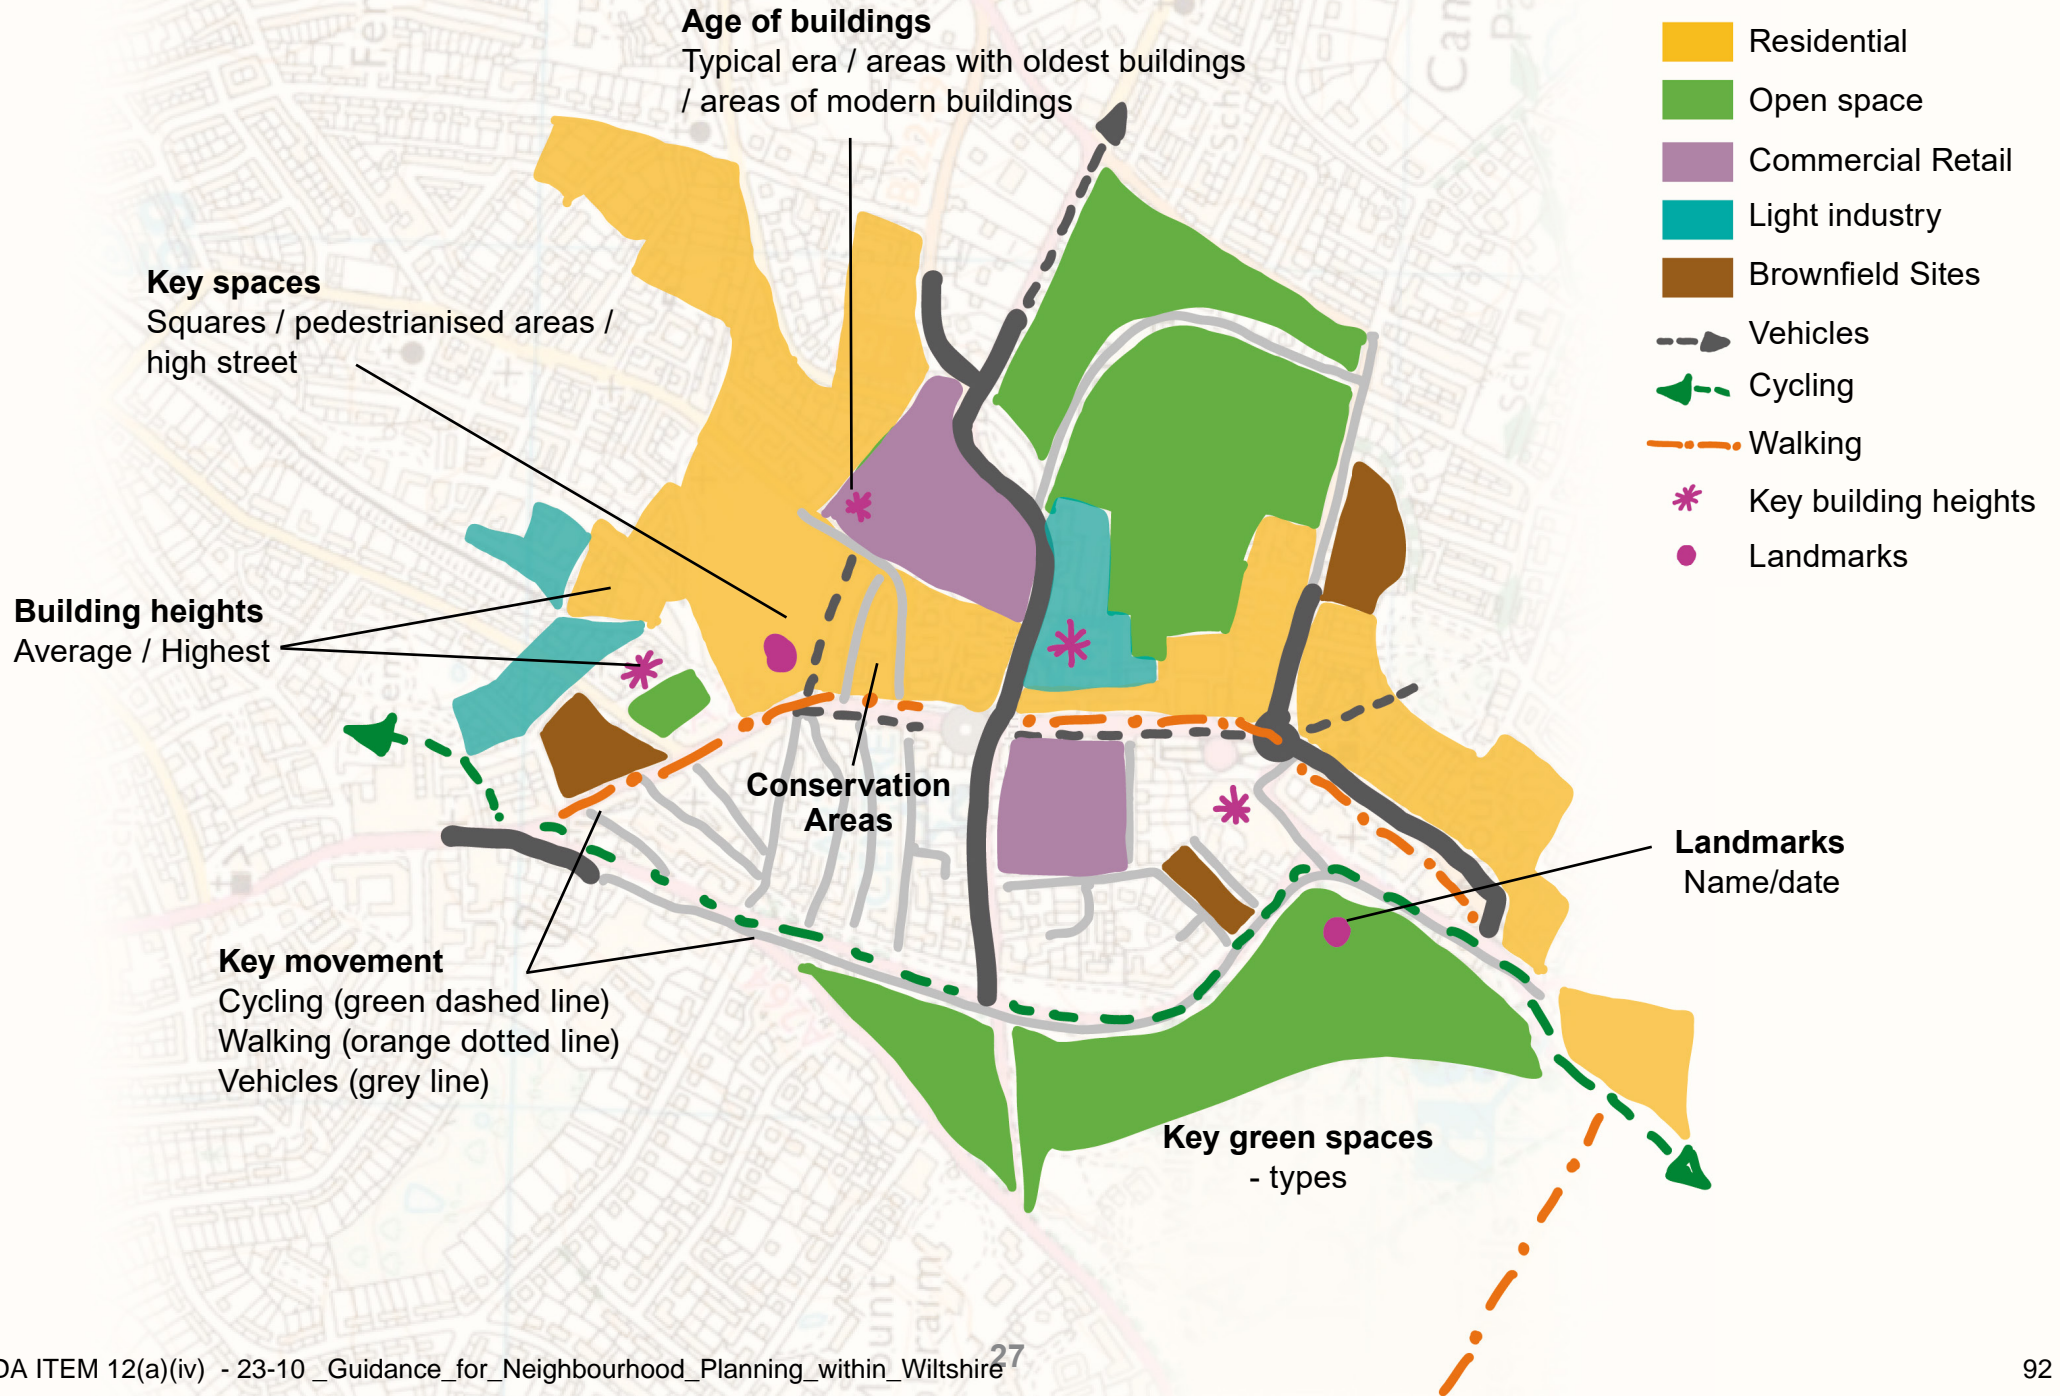 Age of buildings
Typical era / areas with oldest buildings
/ areas of modern buildings
Key spaces
Squares / pedestrianised areas /
high street
Building heights
Average / Highest
Conservation
Areas
Key movement
Cycling (green dashed line)
Walking (orange dotted line)
Vehicles (grey line)
Landmarks
Name/date
Key green spaces
- types
Residential
Open space
Commercial Retail
Light industry
Brownfield Sites
Vehicles
Cycling
Walking
Key building heights
Landmarks
27
DA ITEM 12(a)(iv) - 23-10 _Guidance_for_Neighbourhood_Planning_within_Wiltshire
92